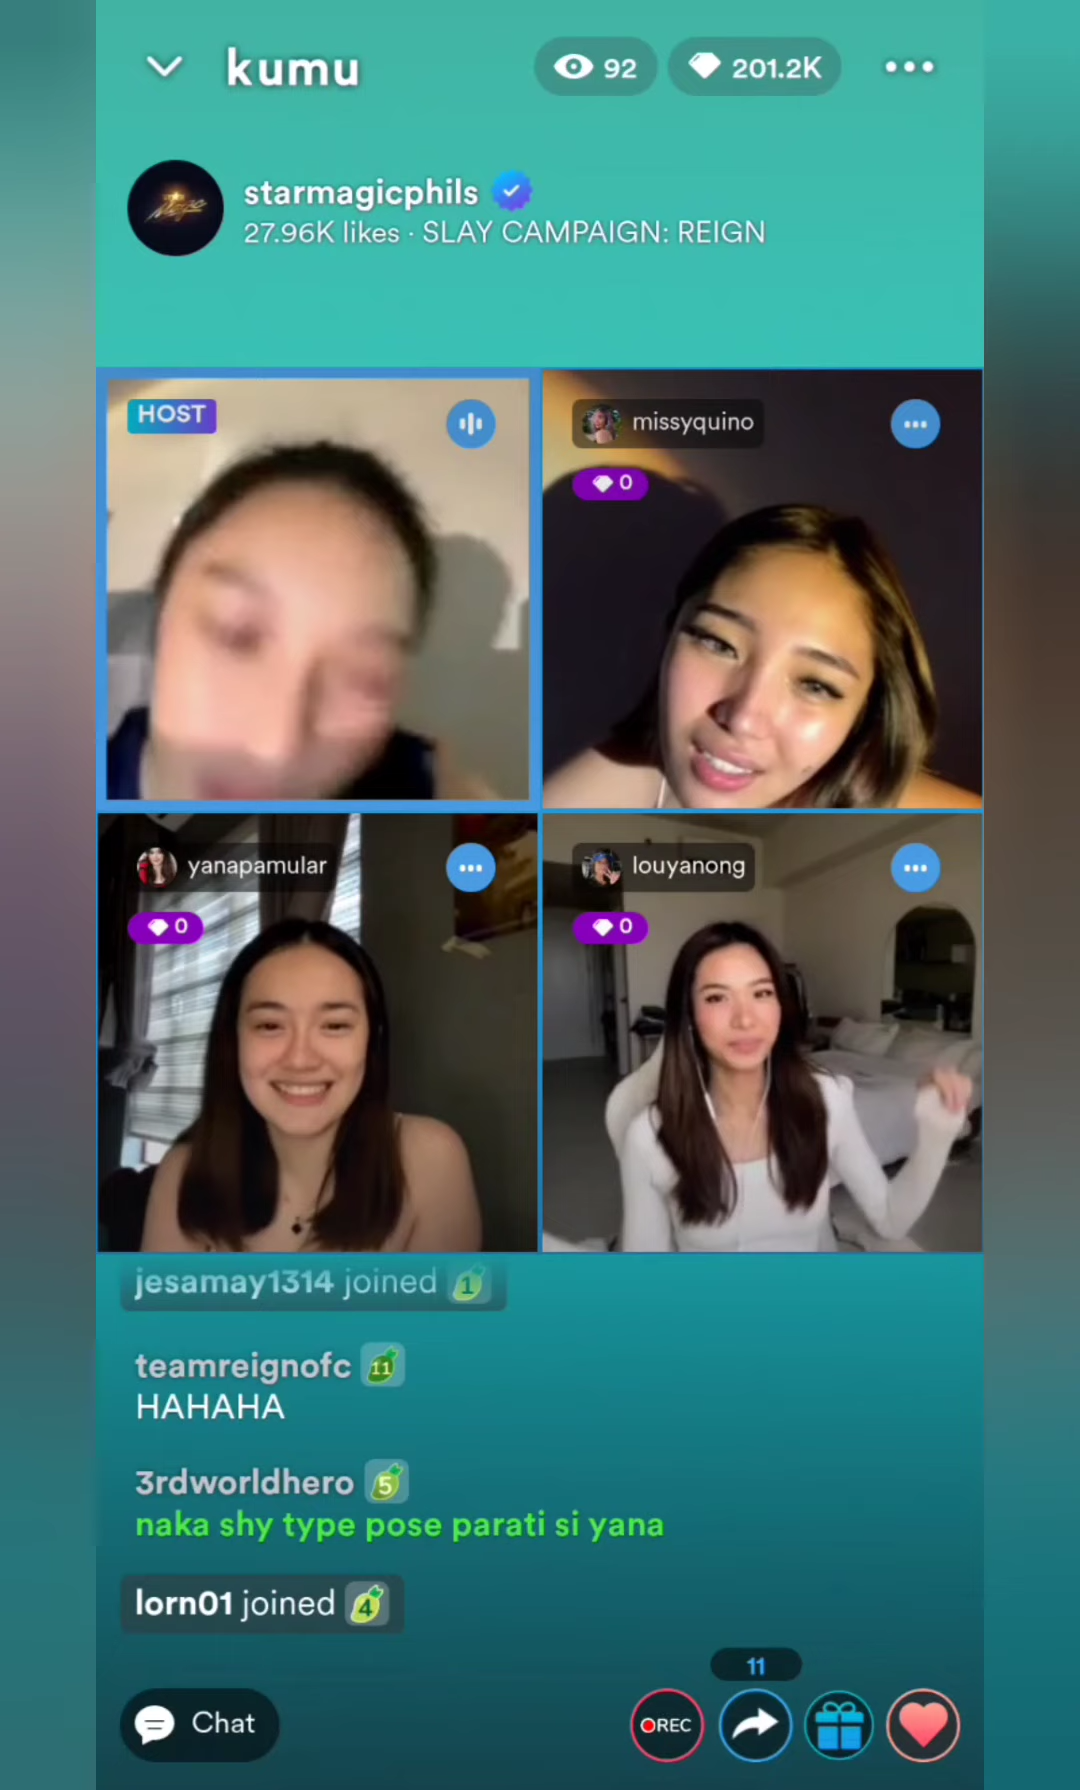 kumu
92
201.2K
starmagicphils
27.96K likes · SLAY CAMPAIGN: REIGN
HOST
missyquino
0
yanapamular
0
louyanong
0
jesamay1314 joined 1
teamreignofc 11
HAHAHA
3rdworldhero 5
naka shy type pose parati si yana
lorn01 joined 4
11
Chat
REC